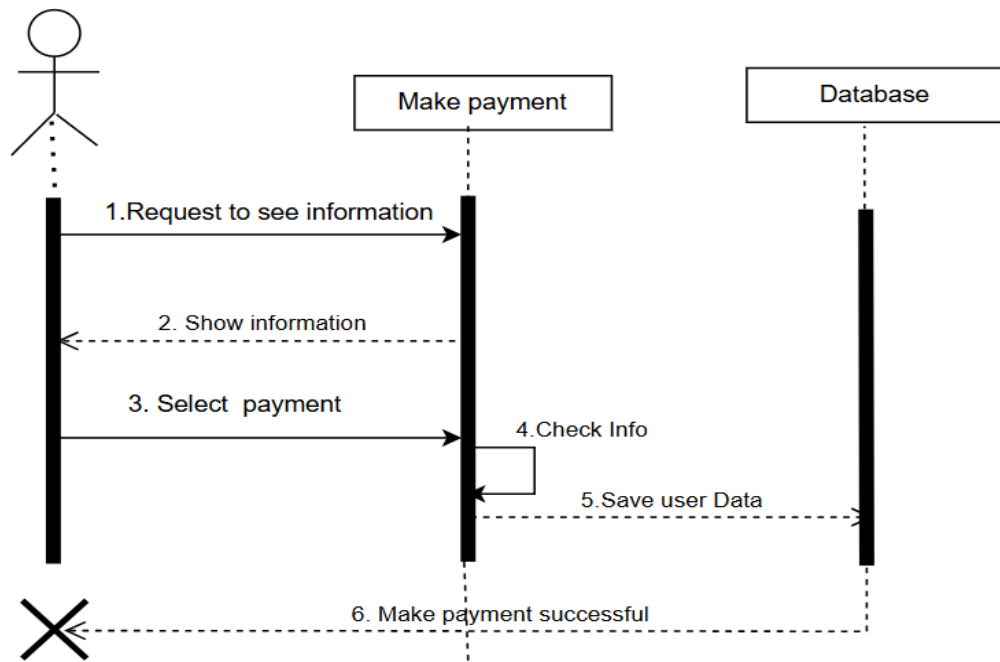 Make payment
Database
1.Request to see information
2. Show information
3. Select payment
4.Check Info
5.Save user Data
6. Make payment successful